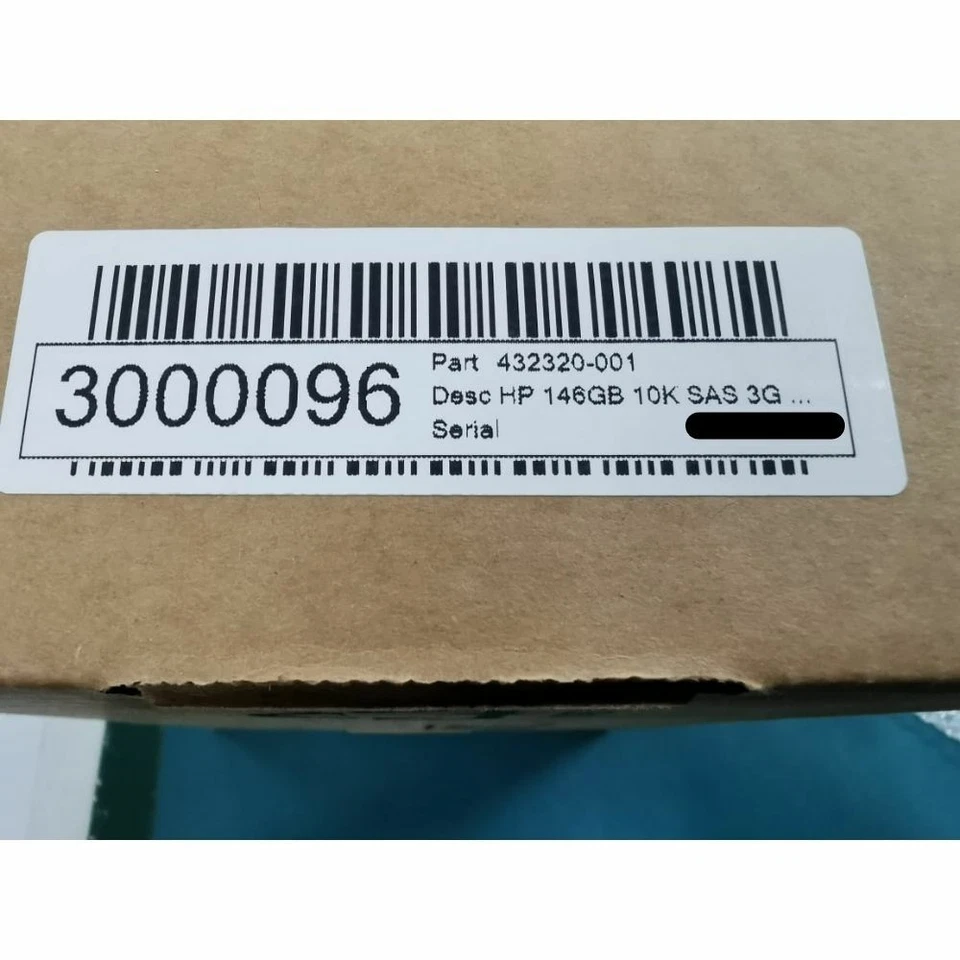 3000096
Part 432320-001
Desc HP 146GB 10K SAS 3G ...
Serial